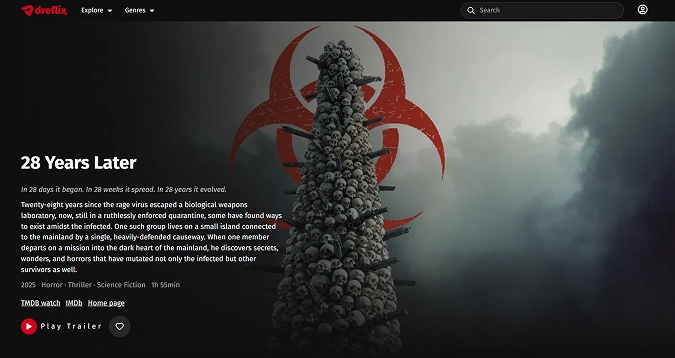 dreflix
Explore
Genres
Search
28 Years Later
In 28 days it began. In 28 weeks it spread. In 28 years it evolved.
Twenty-eight years since the rage virus escaped a biological weapons
laboratory, now, still in a ruthlessly enforced quarantine, some have found ways
to exist amidst the infected. One such group lives on a small island connected
to the mainland by a single, heavily-defended causeway. When one member
departs on a mission into the dark heart of the mainland, he discovers secrets,
wonders, and horrors that have mutated not only the infected but other
survivors as well.
2025 Horror · Thriller · Science Fiction 1h 55min
TMDB watch IMDb Home page
Play Trailer